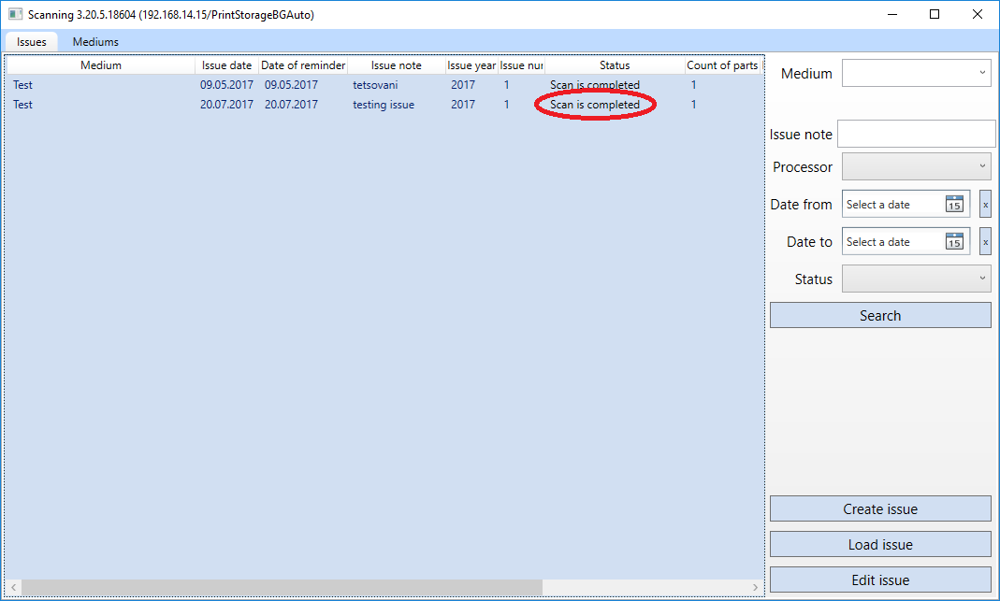 Scanning 3.20.5.18604 (192.168.14.15/PrintStorageBGAuto)
Issues Mediums
Medium Issue date Date of reminder Issue note Issue year Issue nur Status Count of parts
Test 09.05.2017 09.05.2017 tetsovani 2017 1 Scan is completed 1
Test 20.07.2017 20.07.2017 testing issue 2017 1 Scan is completed 1
Medium
Issue note
Processor
Date from Select a date 15 x
Date to Select a date 15 x
Status
Search
Create issue
Load issue
Edit issue